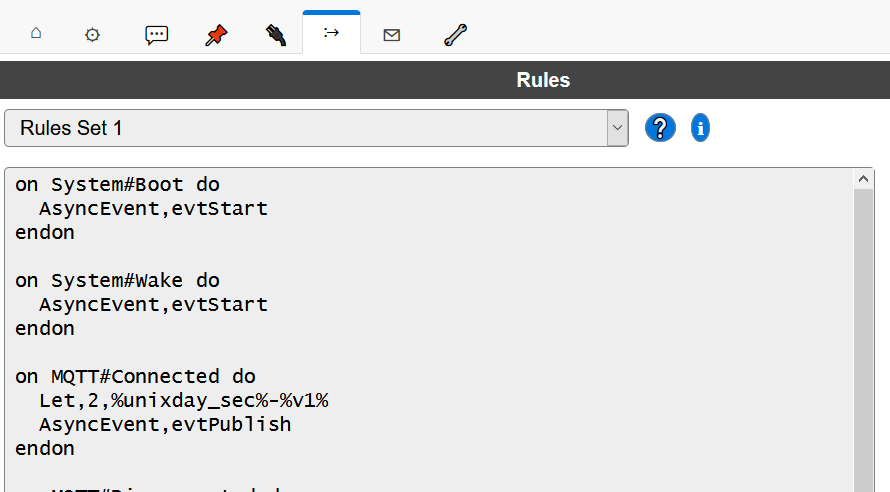 Rules
Rules Set 1
on System#Boot do
  AsyncEvent,evtStart
endon
on System#Wake do
  AsyncEvent,evtStart
endon
on MQTT#Connected do
  Let,2,%unixday_sec%-%v1%
  AsyncEvent,evtPublish
endon